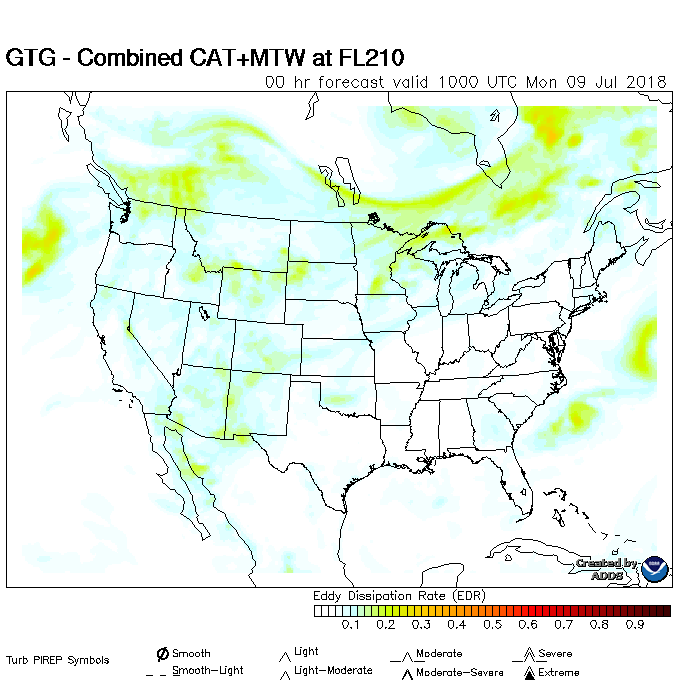 GTG - Combined CAT+MTW at FL210
00 hr forecast valid 1000 UTC Mon 09 Jul 2018
Created by
ADDS
Eddy Dissipation Rate (EDR)
0.1 0.2 0.3 0.4 0.5 0.6 0.7 0.8 0.9
Turb PIREP Symbols
Smooth Light Moderate Severe
Smooth-Light Light-Moderate Moderate-Severe Extreme